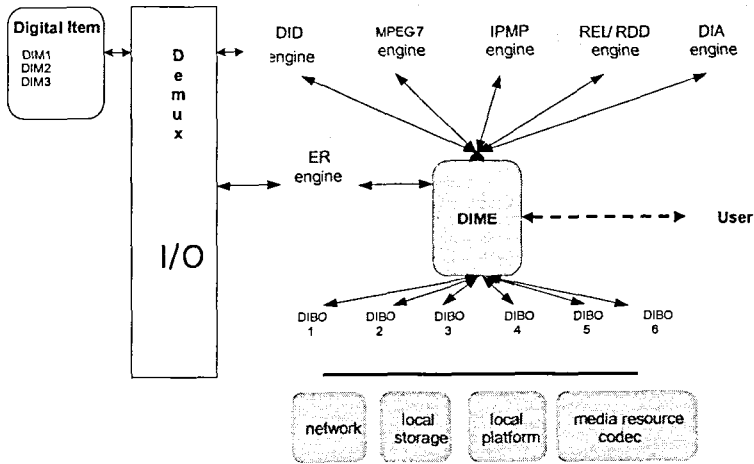 Digital Item
DIM1
DIM2
DIM3
Demux
I/O
DID
engine
MPEG7
engine
IPMP
engine
REL/ RDD
engine
DIA
engine
ER
engine
DIME
User
DIBO
1
DIBO
2
DIBO
3
DIBO
4
DIBO
5
DIBO
6
network
local
storage
local
platform
media resource
codec